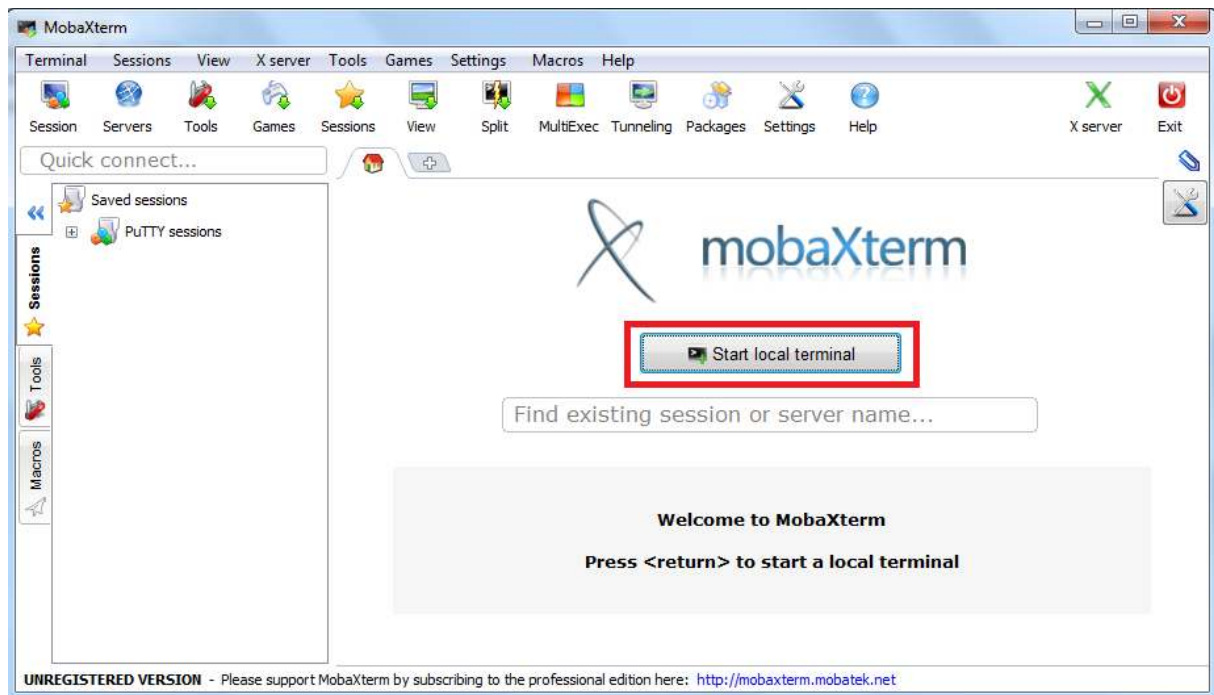 MobaXterm
Terminal Sessions View X server Tools Games Settings Macros Help
Session Servers Tools Games Sessions View Split MultiExec Tunneling Packages Settings Help X server Exit
Quick connect...
Saved sessions
PuTTY sessions
Sessions
Tools
Macros
mobaXterm
Start local terminal
Find existing session or server name...
Welcome to MobaXterm
Press <return> to start a local terminal
UNREGISTERED VERSION - Please support MobaXterm by subscribing to the professional edition here: http://mobaxterm.mobatek.net